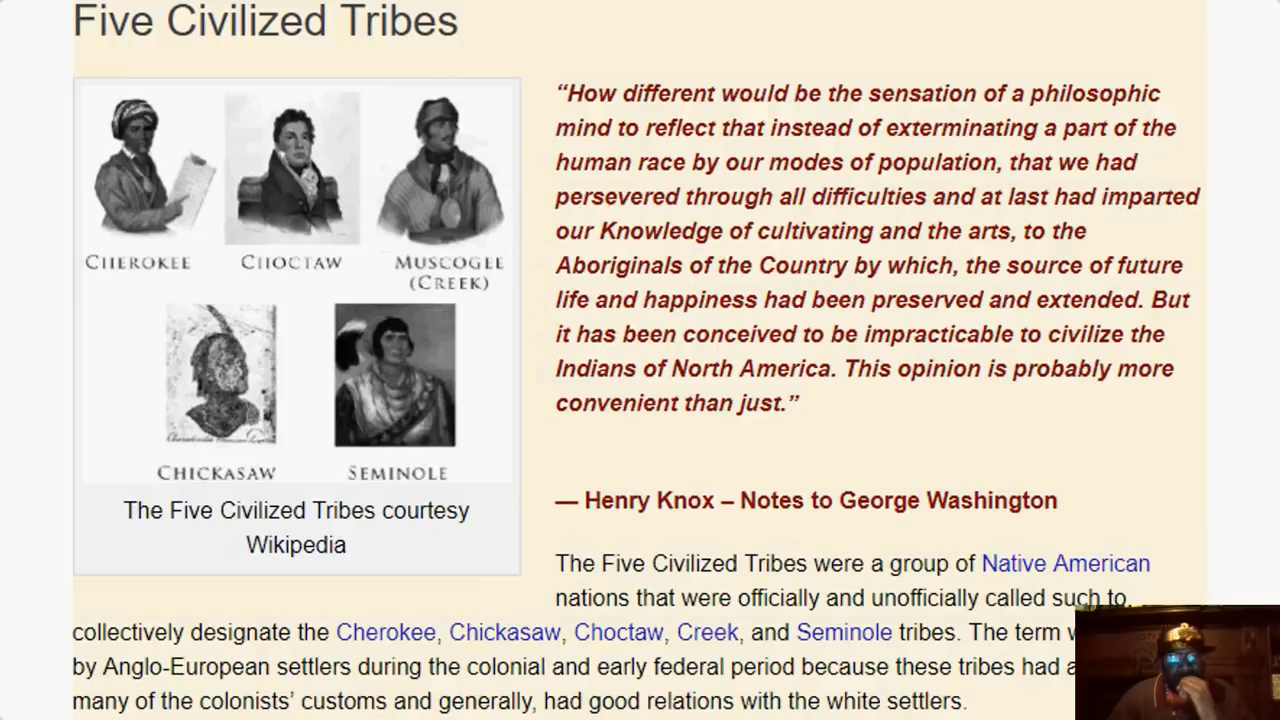 Five Civilized Tribes
CHEROKEE
CHOCTAW
MUSCOGEE
(CREEK)
CHICKASAW
SEMINOLE
The Five Civilized Tribes courtesy
Wikipedia
“How different would be the sensation of a philosophic
mind to reflect that instead of exterminating a part of the
human race by our modes of population, that we had
persevered through all difficulties and at last had imparted
our Knowledge of cultivating and the arts, to the
Aboriginals of the Country by which, the source of future
life and happiness had been preserved and extended. But
it has been conceived to be impracticable to civilize the
Indians of North America. This opinion is probably more
convenient than just.”
— Henry Knox – Notes to George Washington
The Five Civilized Tribes were a group of Native American
nations that were officially and unofficially called such to
collectively designate the Cherokee, Chickasaw, Choctaw, Creek, and Seminole tribes. The term
by Anglo-European settlers during the colonial and early federal period because these tribes had
many of the colonists’ customs and generally, had good relations with the white settlers.